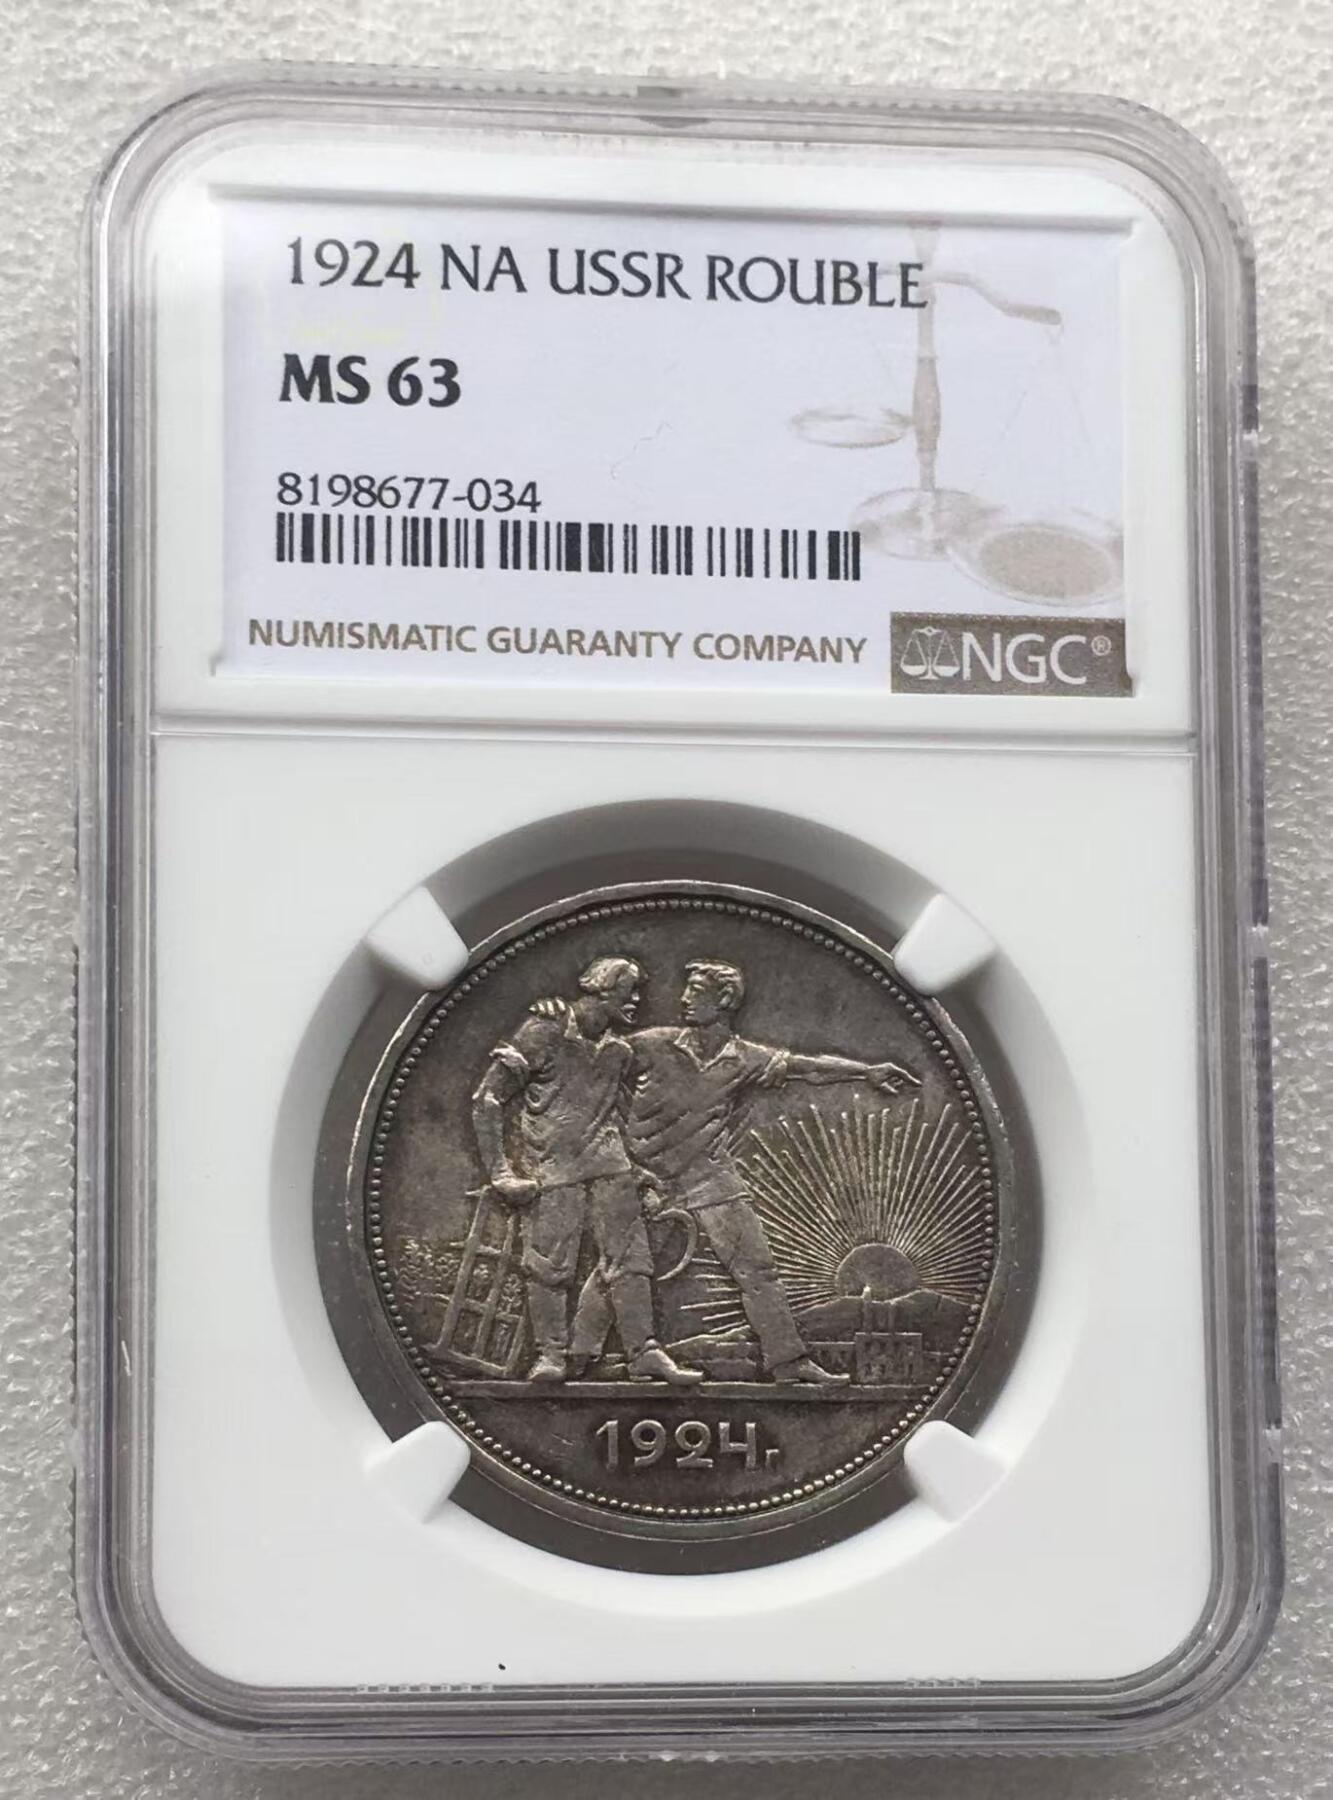 1924 NA USSR ROUBLE
MS 63
8198677-034
NUMISMATIC GUARANTY COMPANY
NGC®
1924г.